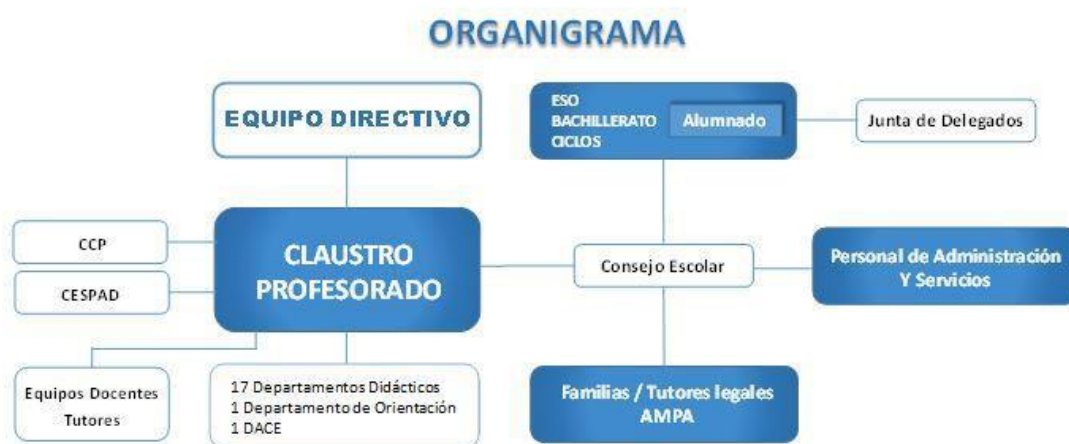 ORGANIGRAMA
EQUIPO DIRECTIVO
ESO
BACHILLERATO
CICLOS
Alumnado
Junta de Delegados
CCP
CESPAD
CLAUSTRO
PROFESORADO
Consejo Escolar
Personal de Administración
Y Servicios
Equipos Docentes
Tutores
17 Departamentos Didácticos
1 Departamento de Orientación
1 DACE
Familias / Tutores legales
AMPA